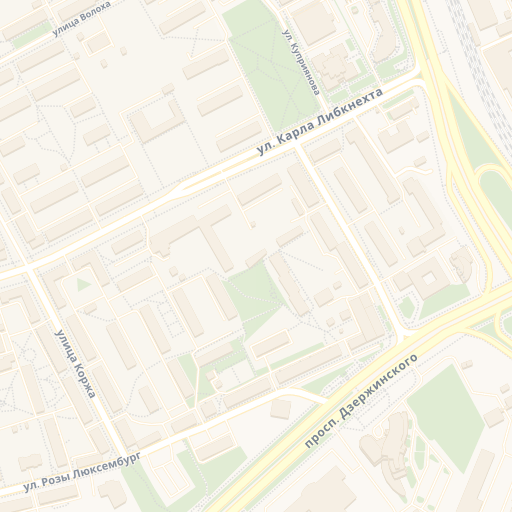 улица Волоха
ул. Куприянова
ул. Карла Либкнехта
улица Коржа
просп. Дзержинского
ул. Розы Люксембург